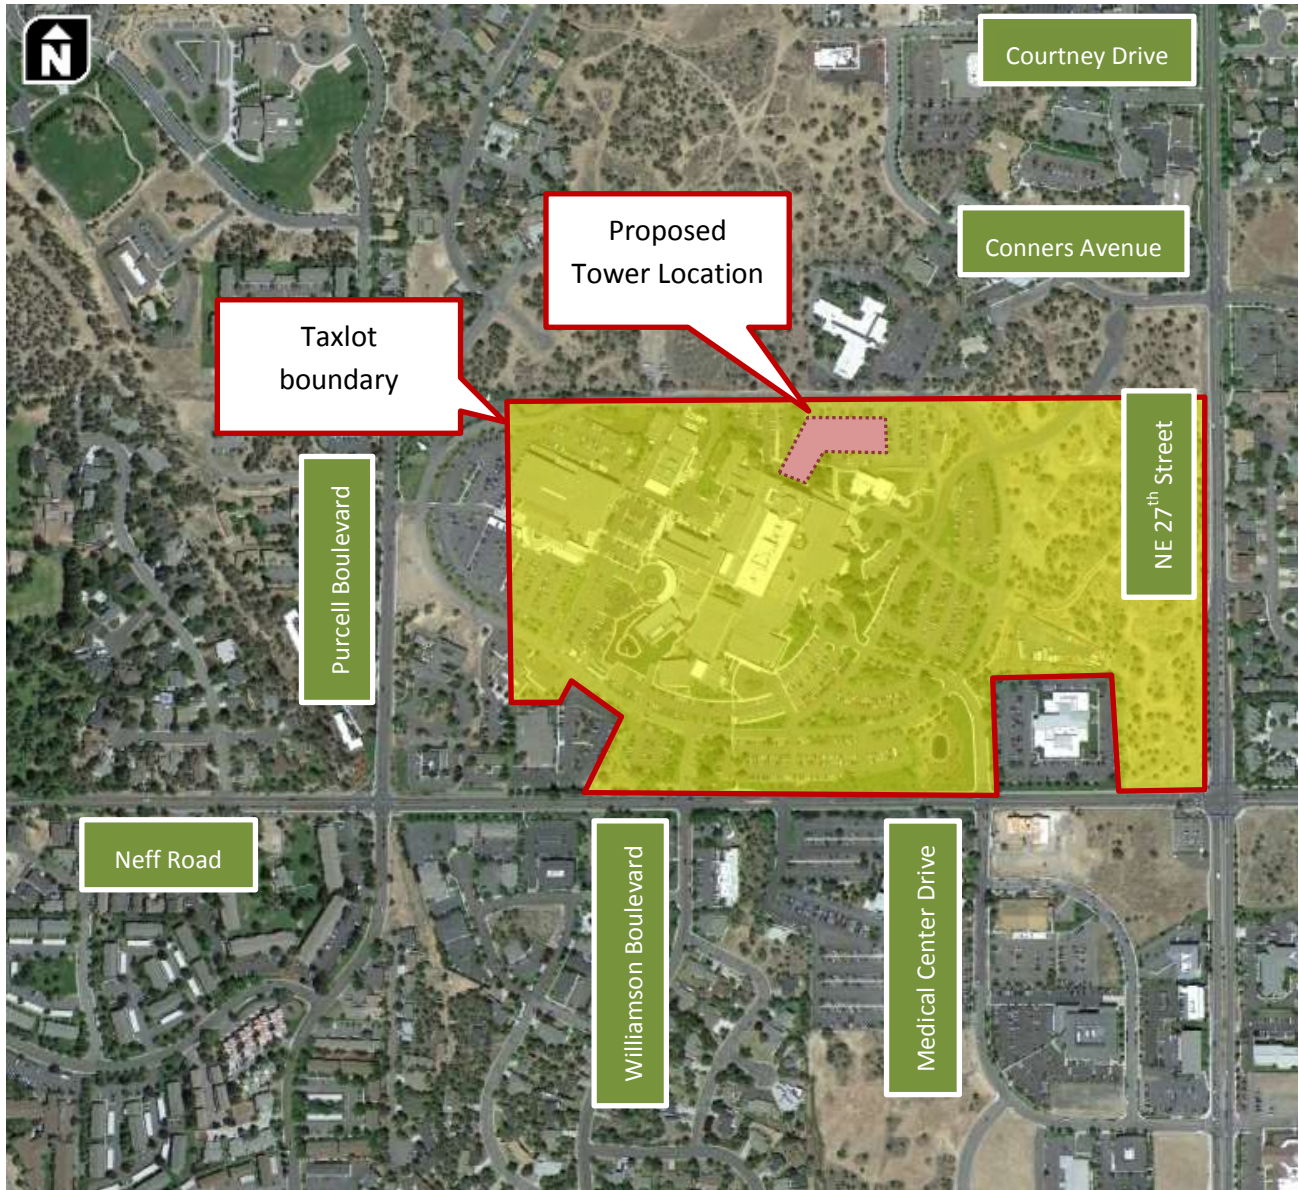 N
Courtney Drive
Proposed
Tower Location
Conners Avenue
Taxlot
boundary
NE 27th Street
Purcell Boulevard
Neff Road
Williamson Boulevard
Medical Center Drive